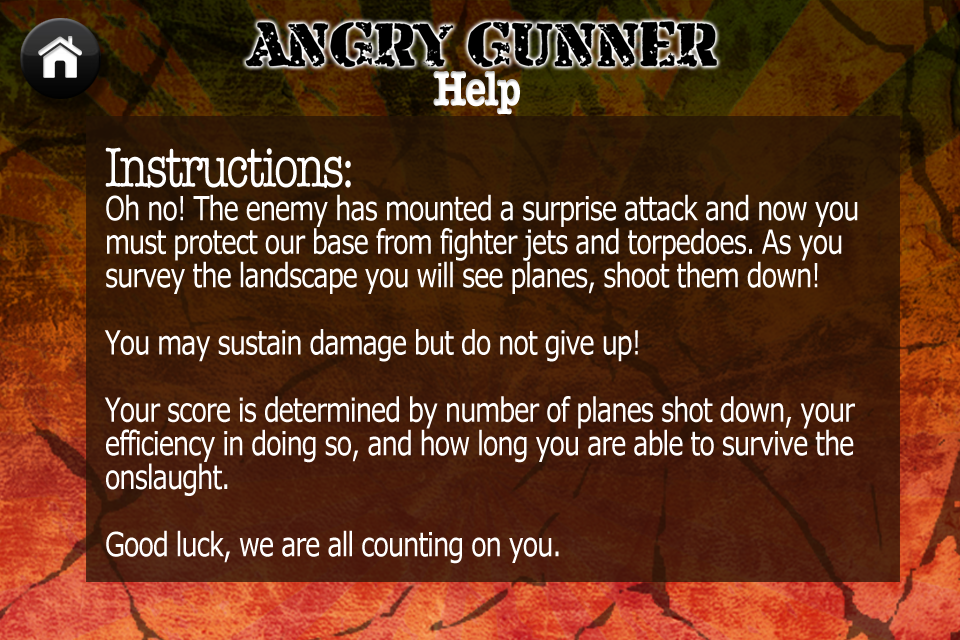 ANGRY GUNNER
Help
Instructions:
Oh no! The enemy has mounted a surprise attack and now you
must protect our base from fighter jets and torpedoes. As you
survey the landscape you will see planes, shoot them down!
You may sustain damage but do not give up!
Your score is determined by number of planes shot down, your
efficiency in doing so, and how long you are able to survive the
onslaught.
Good luck, we are all counting on you.